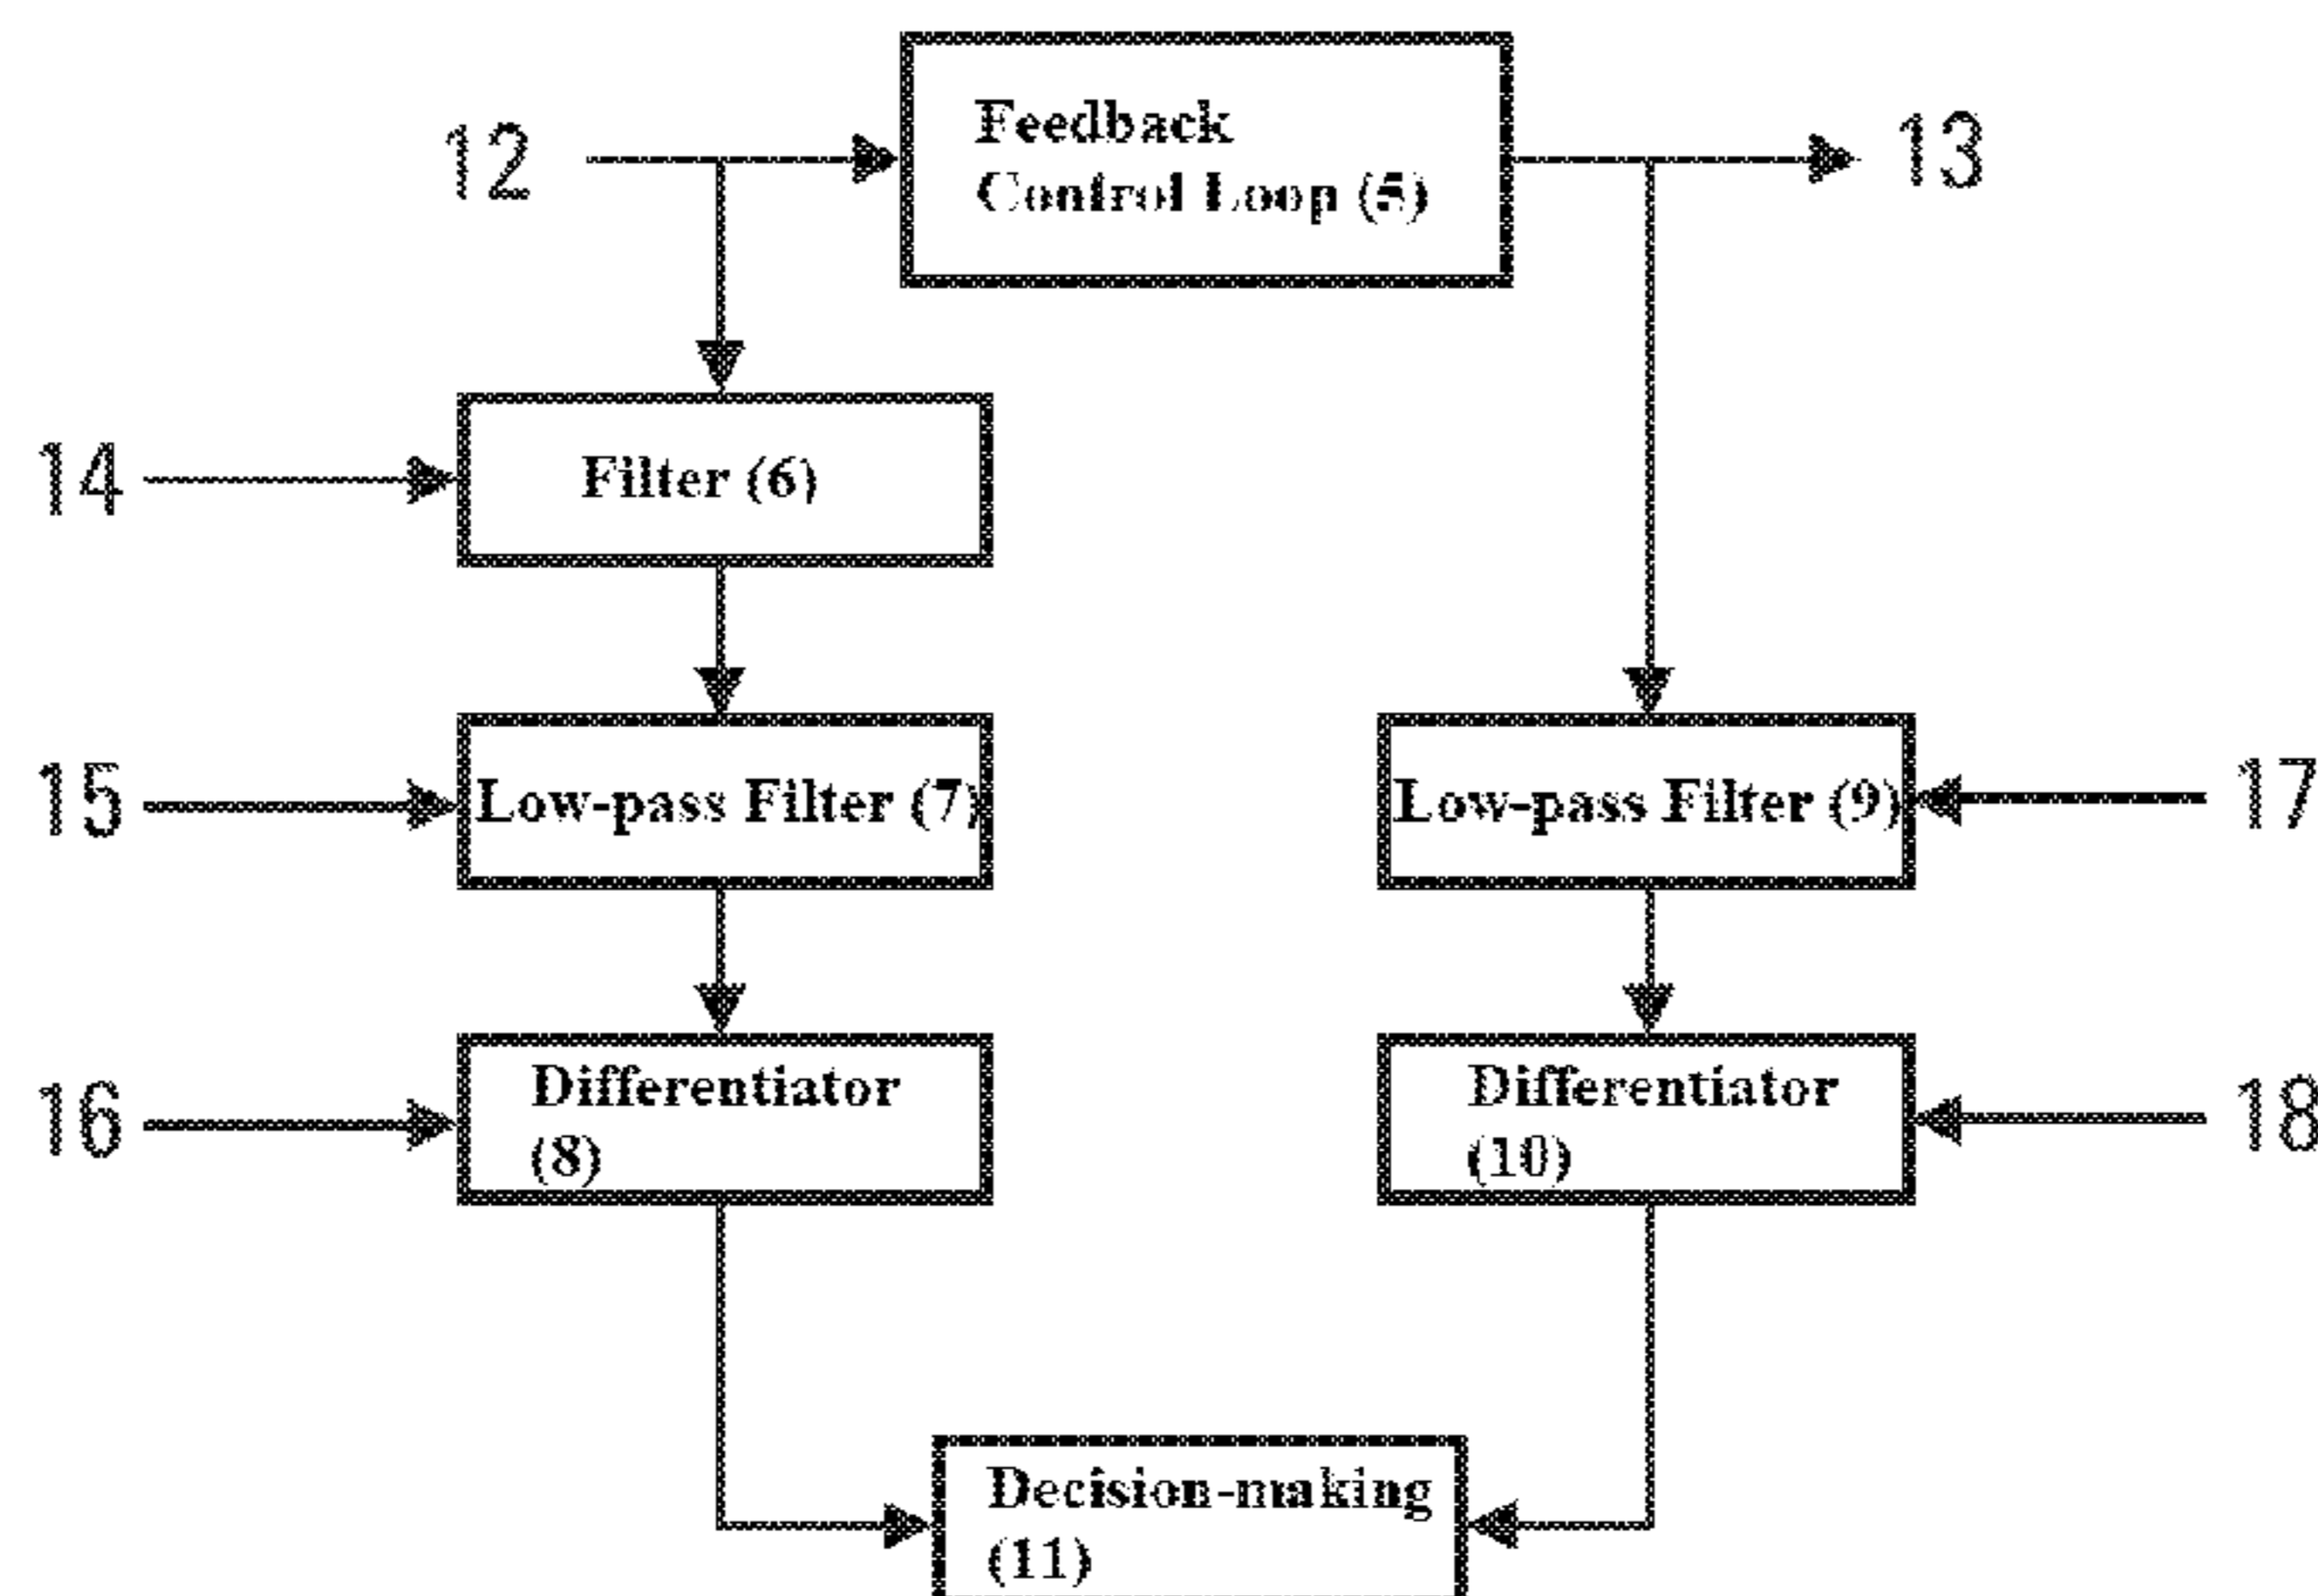 12
Feedback
Control Loop (5)
13
14
Filter (6)
15
Low-pass Filter (7)
Low-pass Filter (9)
17
16
Differentiator
(8)
Differentiator
(10)
18
Decision-making
(11)